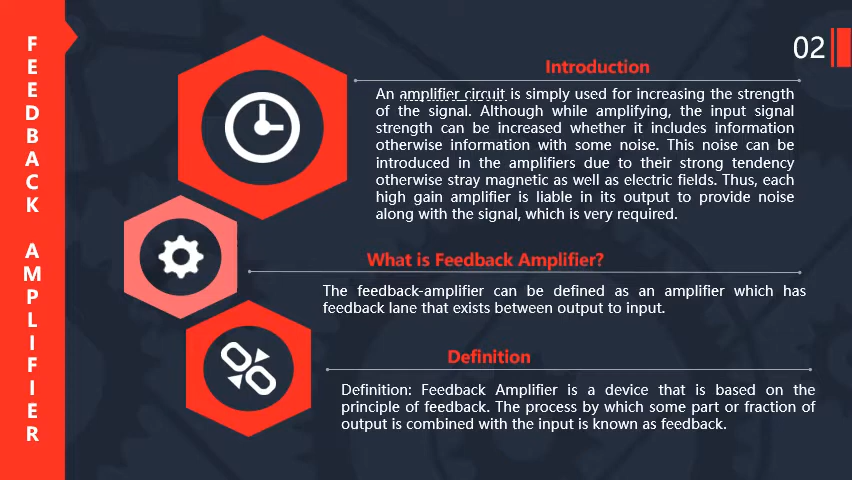 FEEDBACK AMPLIFIER
02
Introduction
An amplifier circuit is simply used for increasing the strength
of the signal. Although while amplifying, the input signal
strength can be increased whether it includes information
otherwise information with some noise. This noise can be
introduced in the amplifiers due to their strong tendency
otherwise stray magnetic as well as electric fields. Thus, each
high gain amplifier is liable in its output to provide noise
along with the signal, which is very required.
What is Feedback Amplifier?
The feedback-amplifier can be defined as an amplifier which has
feedback lane that exists between output to input.
Definition
Definition: Feedback Amplifier is a device that is based on the
principle of feedback. The process by which some part or fraction of
output is combined with the input is known as feedback.